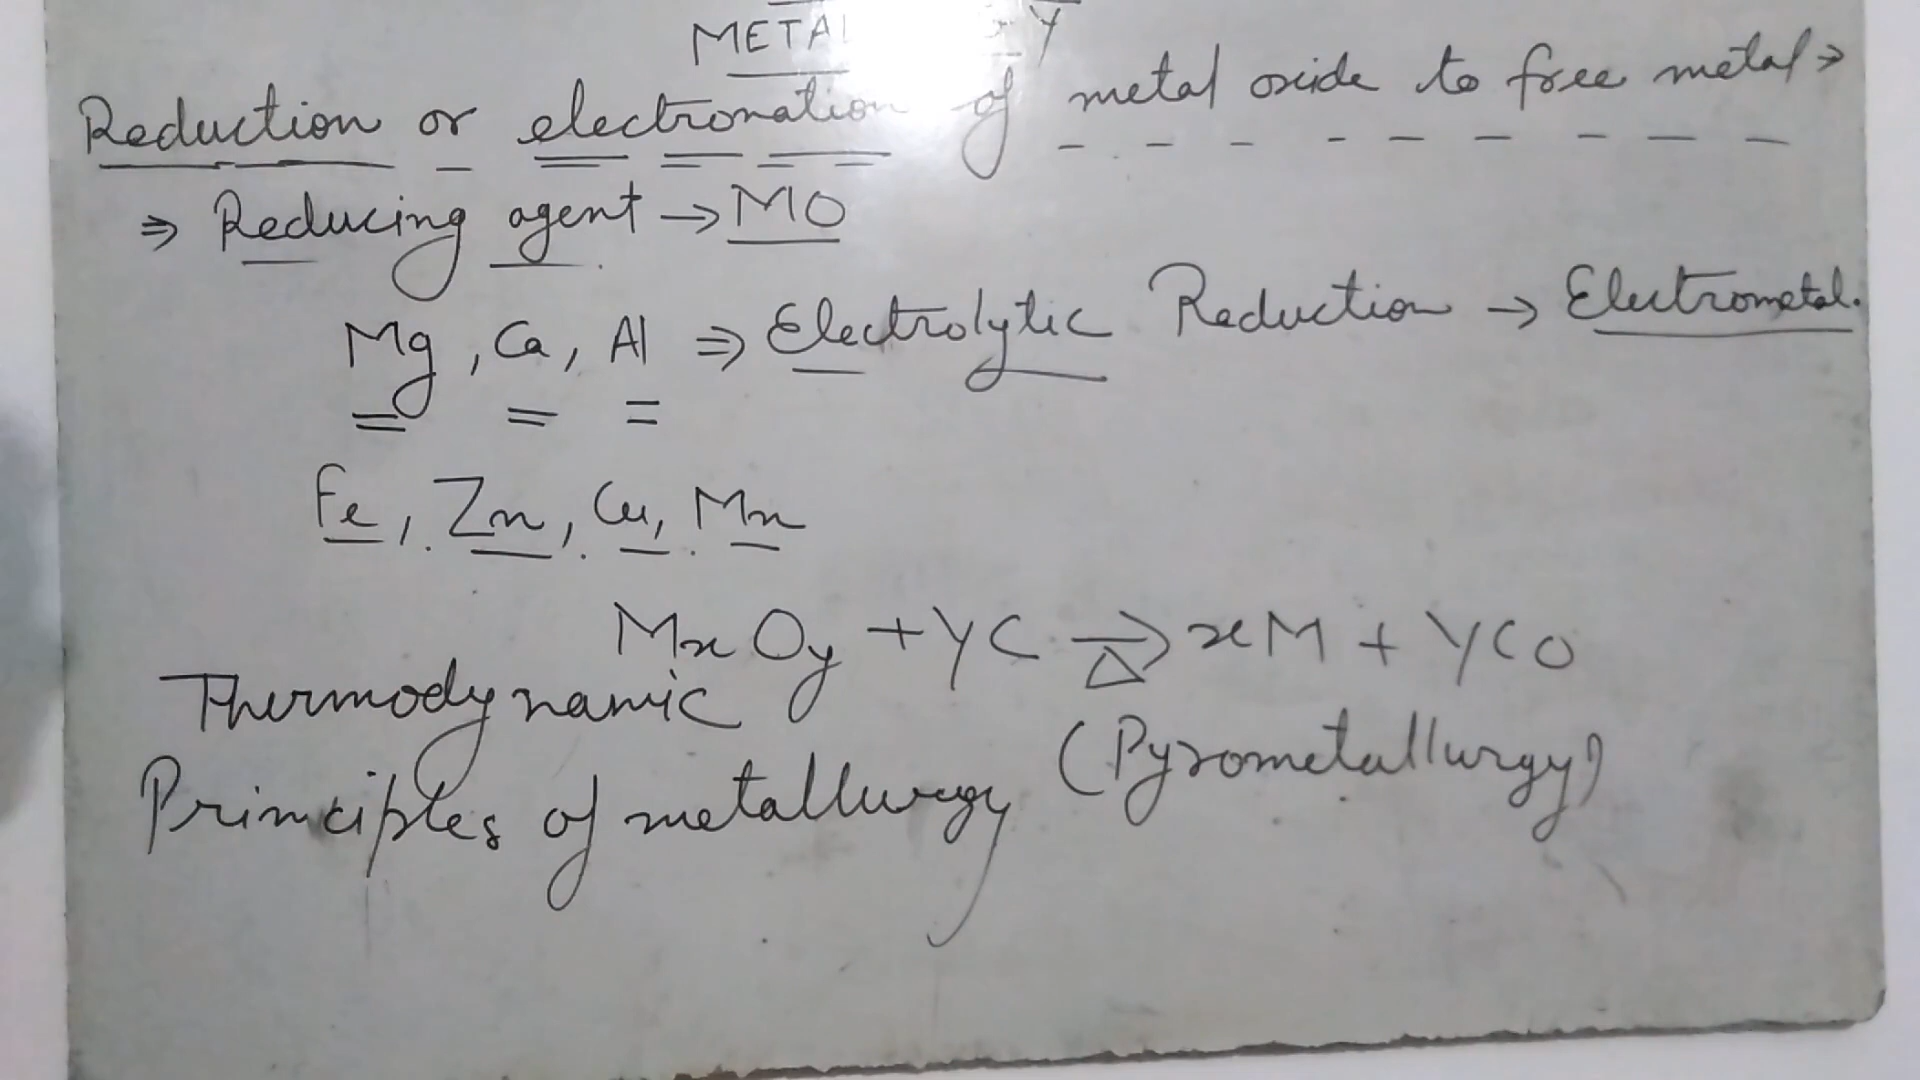 Reduction or electronation of metal oxide to free metal ⇒
⇒ Reducing agent → MO
Mg, Ca, Al ⇒ Electrolytic Reduction → Electrometal.
Fe, Zn, Cu, Mn
MxOy + YC ⇒ xM + YCO
Δ
Thermodynamic
(Pyrometallurgy)
Principles of metallurgy